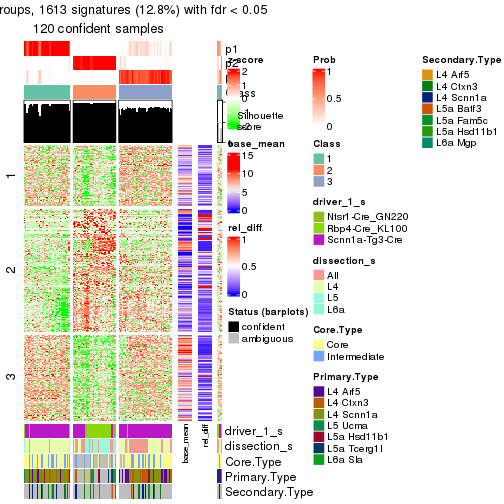 roups, 1613 signatures (12.8%) with fdr < 0.05
120 confident samples
p1
p2
z-score
2
1
0
Class
Silhouette
score
base_mean
15
10
5
0
rel_diff
1
0.5
0
Status (barplots)
confident
ambiguous
1
2
3
base_mean
rel_diff
driver_1_s
dissection_s
Core.Type
Primary.Type
Secondary.Type
Prob
1
0.5
0
Class
1
2
3
driver_1_s
Ntsr1-Cre_GN220
Rbp4-Cre_KL100
Scnn1a-Tg3-Cre
dissection_s
All
L4
L5
L6a
Core.Type
Core
Intermediate
Primary.Type
L4 Arf5
L4 Ctxn3
L4 Scnn1a
L5 Ucma
L5a Hsd11b1
L5a Tcerg1l
L6a Sla
Secondary.Type
L4 Arf5
L4 Ctxn3
L4 Scnn1a
L5a Batf3
L5a Fam5c
L5a Hsd11b1
L6a Mgp